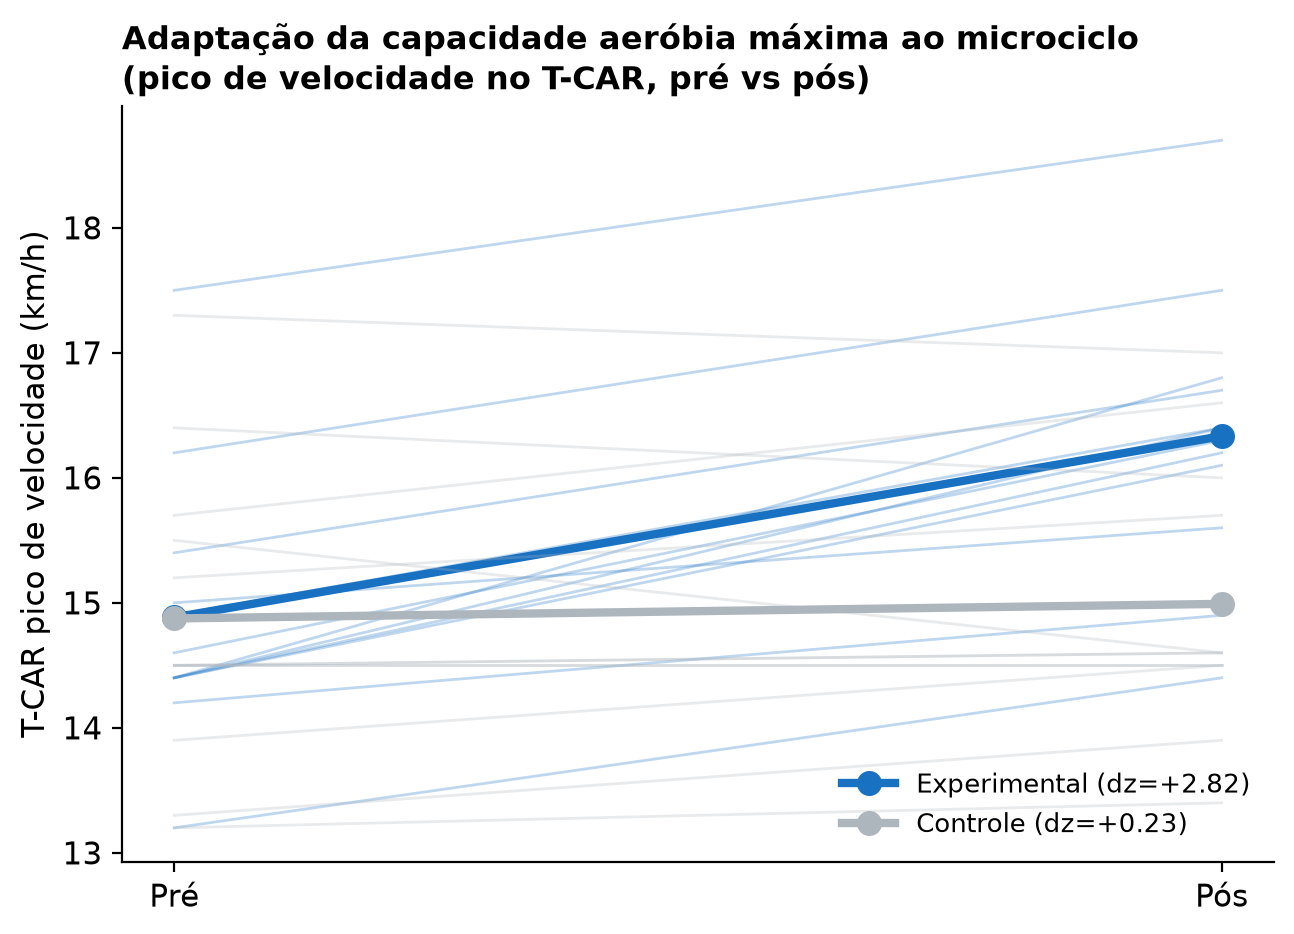 Adaptação da capacidade aeróbia máxima ao microciclo
(pico de velocidade no T-CAR, pré vs pós)
T-CAR pico de velocidade (km/h)
18
17
16
15
14
13
Experimental (dz=+2.82)
Controle (dz=+0.23)
Pré
Pós